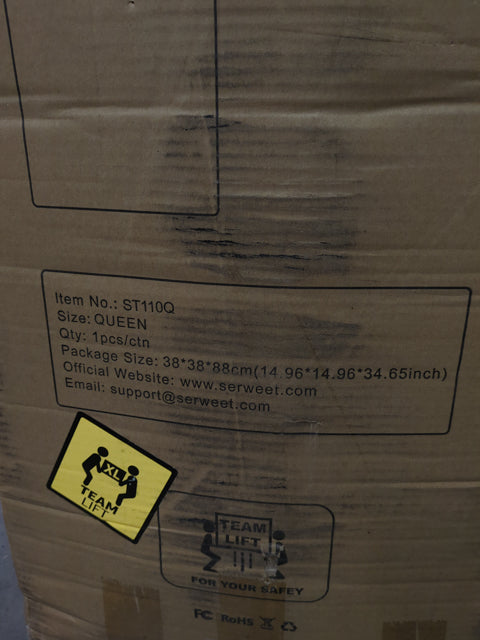 Item No.: ST110Q
Size: QUEEN
Qty: 1pcs/ctn
Package Size: 38*38*88cm(14.96*14.96*34.65inch)
Official Website: www.serweet.com
Email: support@serweet.com
XL
TEAM
LIFT
TEAM
LIFT
FOR YOUR SAFEY
FC RoHS